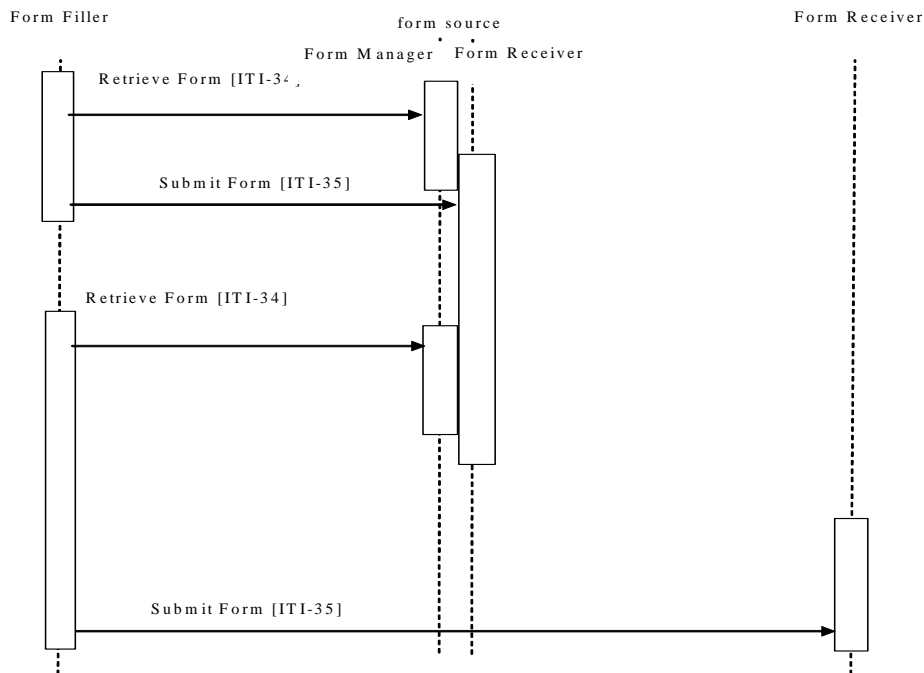 Form Filler
form source
Form Receiver
Form Manager
Form Receiver
Retrieve Form [ITI-34
Submit Form [ITI-35]
Retrieve Form [ITI-34]
Submit Form [ITI-35]